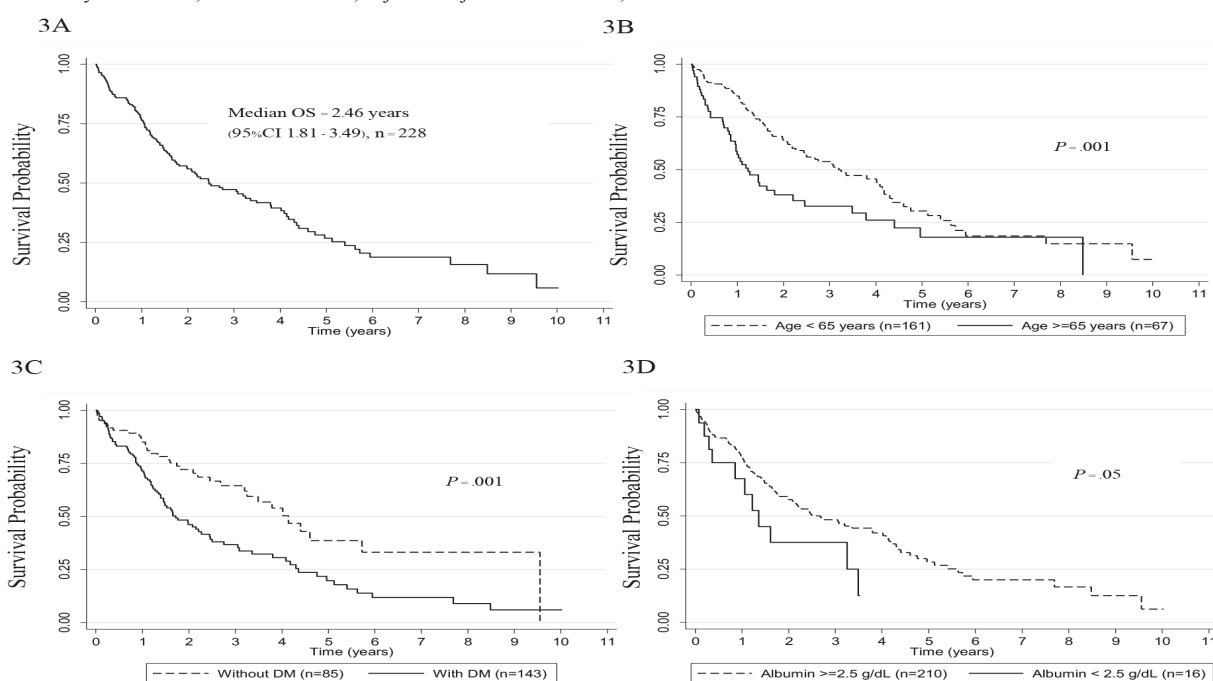 3A
1.00
0.75
0.50
0.25
0.00
Survival Probability
Median OS = 2.46 years
(95%CI 1.81 - 3.49), n = 228
0 1 2 3 4 5 6 7 8 9 10 11
Time (years)
3B
1.00
0.75
0.50
0.25
0.00
Survival Probability
P = .001
0 1 2 3 4 5 6 7 8 9 10 11
Time (years)
Age < 65 years (n=161) Age >=65 years (n=67)
3C
1.00
0.75
0.50
0.25
0.00
Survival Probability
P = .001
0 1 2 3 4 5 6 7 8 9 10 11
Time (years)
Without DM (n=85) With DM (n=143)
3D
1.00
0.75
0.50
0.25
0.00
Survival Probability
P = .05
0 1 2 3 4 5 6 7 8 9 10 11
Time (years)
Albumin >=2.5 g/dL (n=210) Albumin < 2.5 g/dL (n=16)